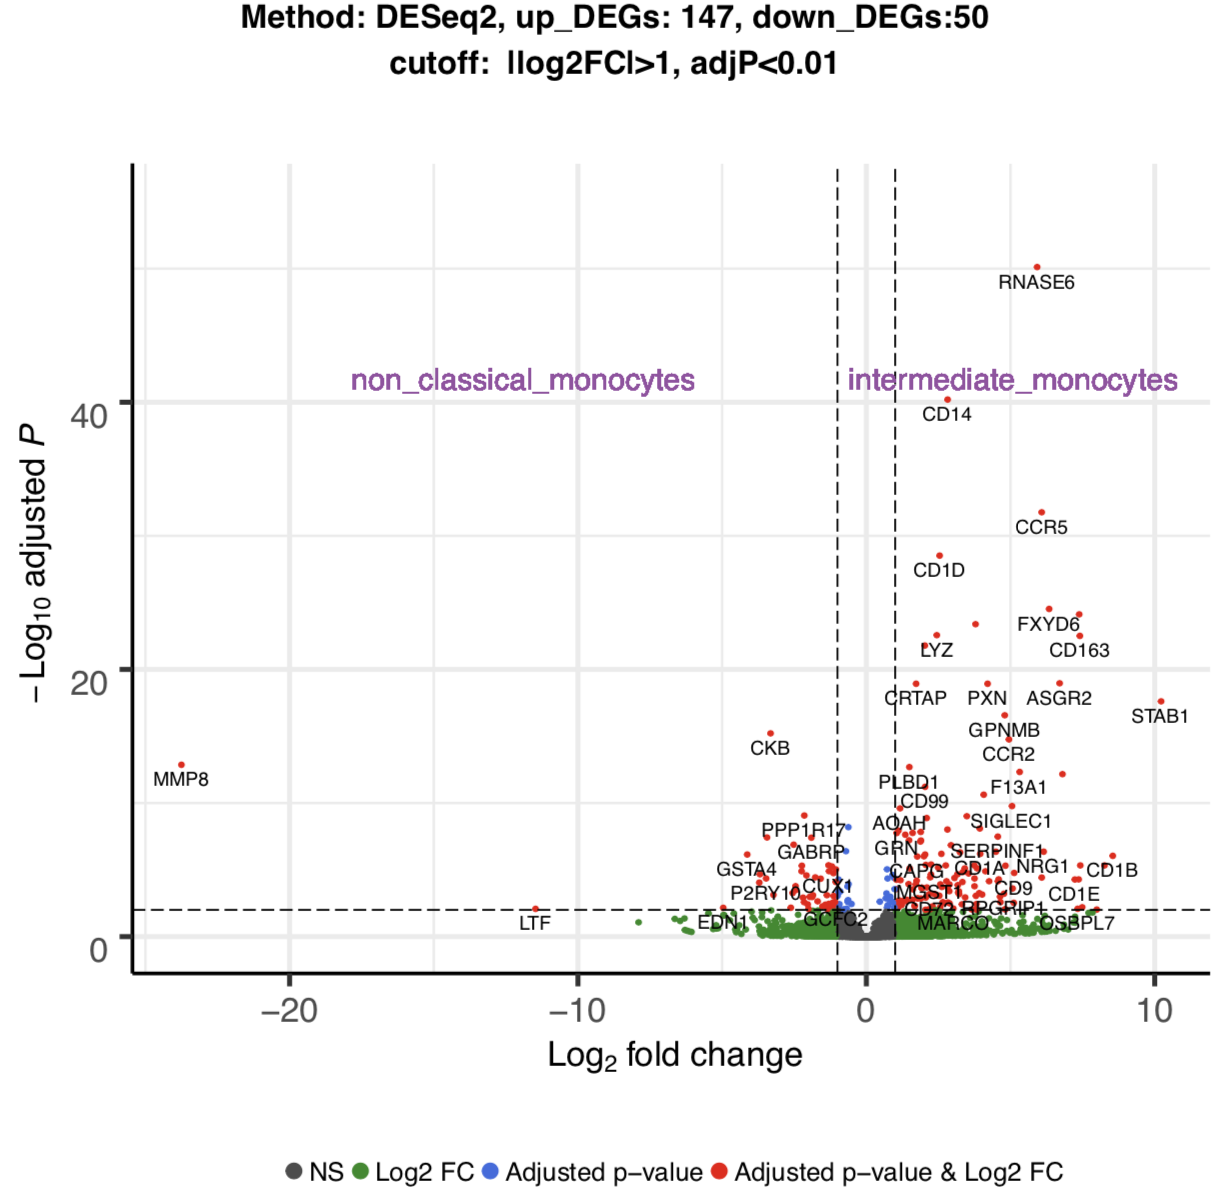 Method: DESeq2, up_DEGs: 147, down_DEGs:50
cutoff:  |log2FC|>1, adjP<0.01
RNASE6
non_classical_monocytes
intermediate_monocytes
40
CD14
CCR5
CD1D
FXYD6
LYZ
CD163
20
CRTAP
PXN
ASGR2
STAB1
GPNMB
CKB
CCR2
MMP8
PLBD1
F13A1
CD99
AOAH
SIGLEC1
PPP1R17
GRN
SERPINF1
GABRP
GSTA4
CAPG
CD1A
NRG1
CD1B
P2RY10
CUX1
MGST1
CD9
CD1E
CD72
RPGRIP1
LTF
EDN1
GCFC2
MARCO
OSBPL7
0
−Log10 adjusted P
−20
−10
0
10
Log2 fold change
NS
Log2 FC
Adjusted p−value
Adjusted p−value & Log2 FC